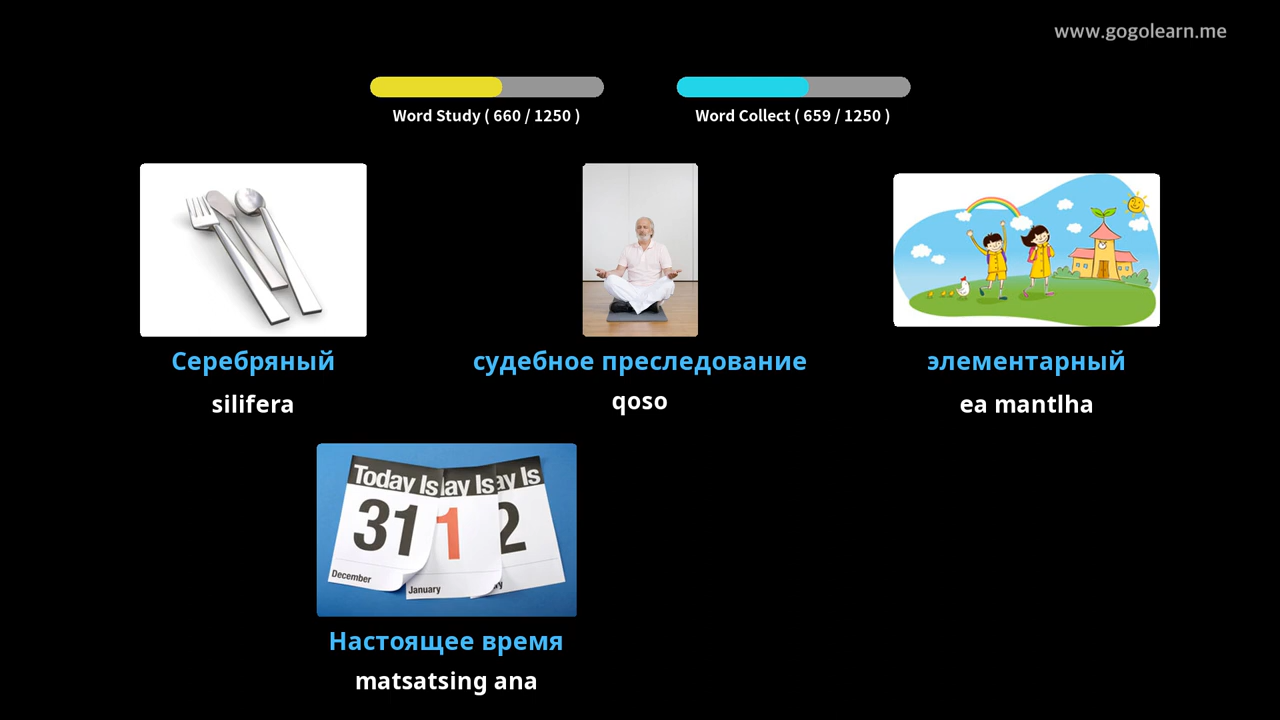 www.gogolearn.me
Word Study ( 660 / 1250 )
Word Collect ( 659 / 1250 )
Серебряный
silifera
судебное преследование
qoso
элементарный
ea mantlha
Today Is
ay Is
ay Is
31
1
2
December
January
ry
Настоящее время
matsatsing ana